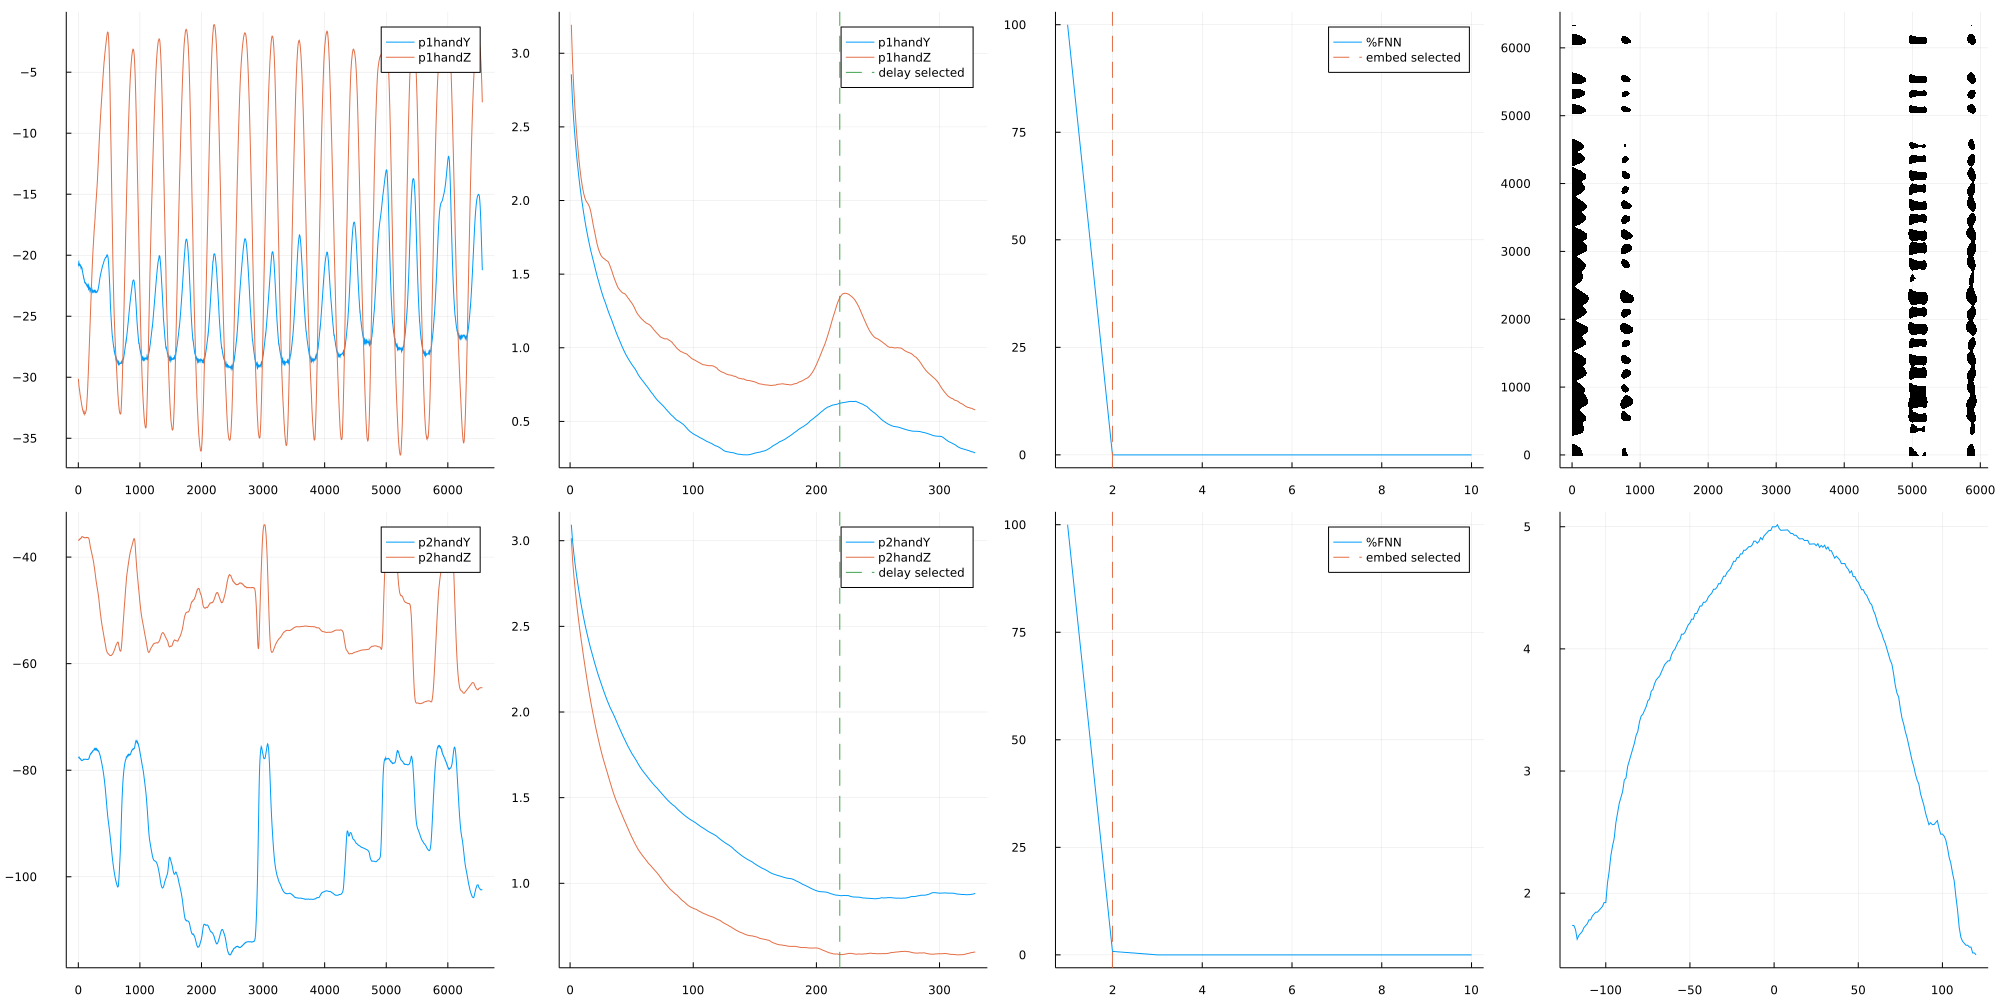 p1handY
p1handZ
−5
−10
−15
−20
−25
−30
−35
0 1000 2000 3000 4000 5000 6000
p1handY
p1handZ
delay selected
3.0
2.5
2.0
1.5
1.0
0.5
0 100 200 300
%FNN
embed selected
100
75
50
25
0
2 4 6 8 10
6000
5000
4000
3000
2000
1000
0
0 1000 2000 3000 4000 5000 6000
p2handY
p2handZ
−40
−60
−80
−100
0 1000 2000 3000 4000 5000 6000
p2handY
p2handZ
delay selected
3.0
2.5
2.0
1.5
1.0
0 100 200 300
%FNN
embed selected
100
75
50
25
0
2 4 6 8 10
5
4
3
2
−100 −50 0 50 100